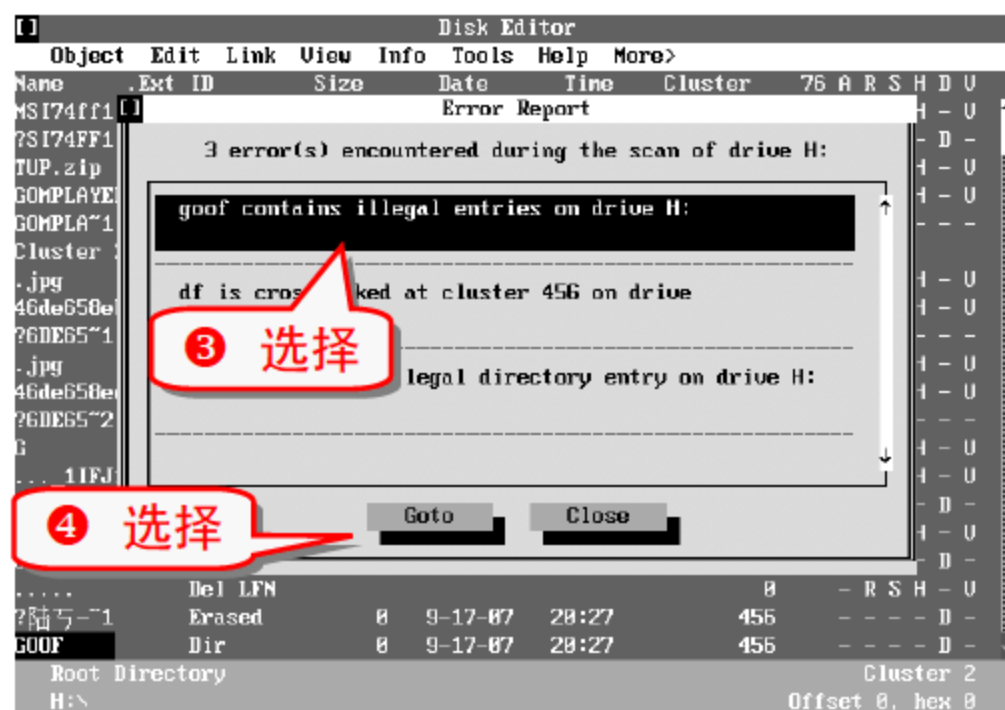 [] Disk Editor
Object Edit Link View Info Tools Help More>
Name .Ext ID Size Date Time Cluster 76 A R S H D V
MSI74ff1 [] Error Report H - V
?SI74FF1 3 error(s) encountered during the scan of drive H: - D -
TUP.zip H - V
GOMPLAYE goof contains illegal entries on drive H: H - V
GOMPLA~1 - - -
Cluster
.jpg df is cros ked at cluster 456 on drive H - V
46de658e H - V
?6DE65~1 ❸ 选择 - - -
.jpg legal directory entry on drive H: H - V
46de658e H - V
?6DE65~2 - - -
G H - V
..._1IFJ H - V
❹ 选择 Goto Close - D -
H - V
- D -
..... Del LFN 0 - R S H - V
?陆丂-~1 Erased 0 9-17-07 20:27 456 - - - - D -
GOOF Dir 0 9-17-07 20:27 456 - - - - D -
Root Directory Cluster 2
H:\ Offset 0, hex 0